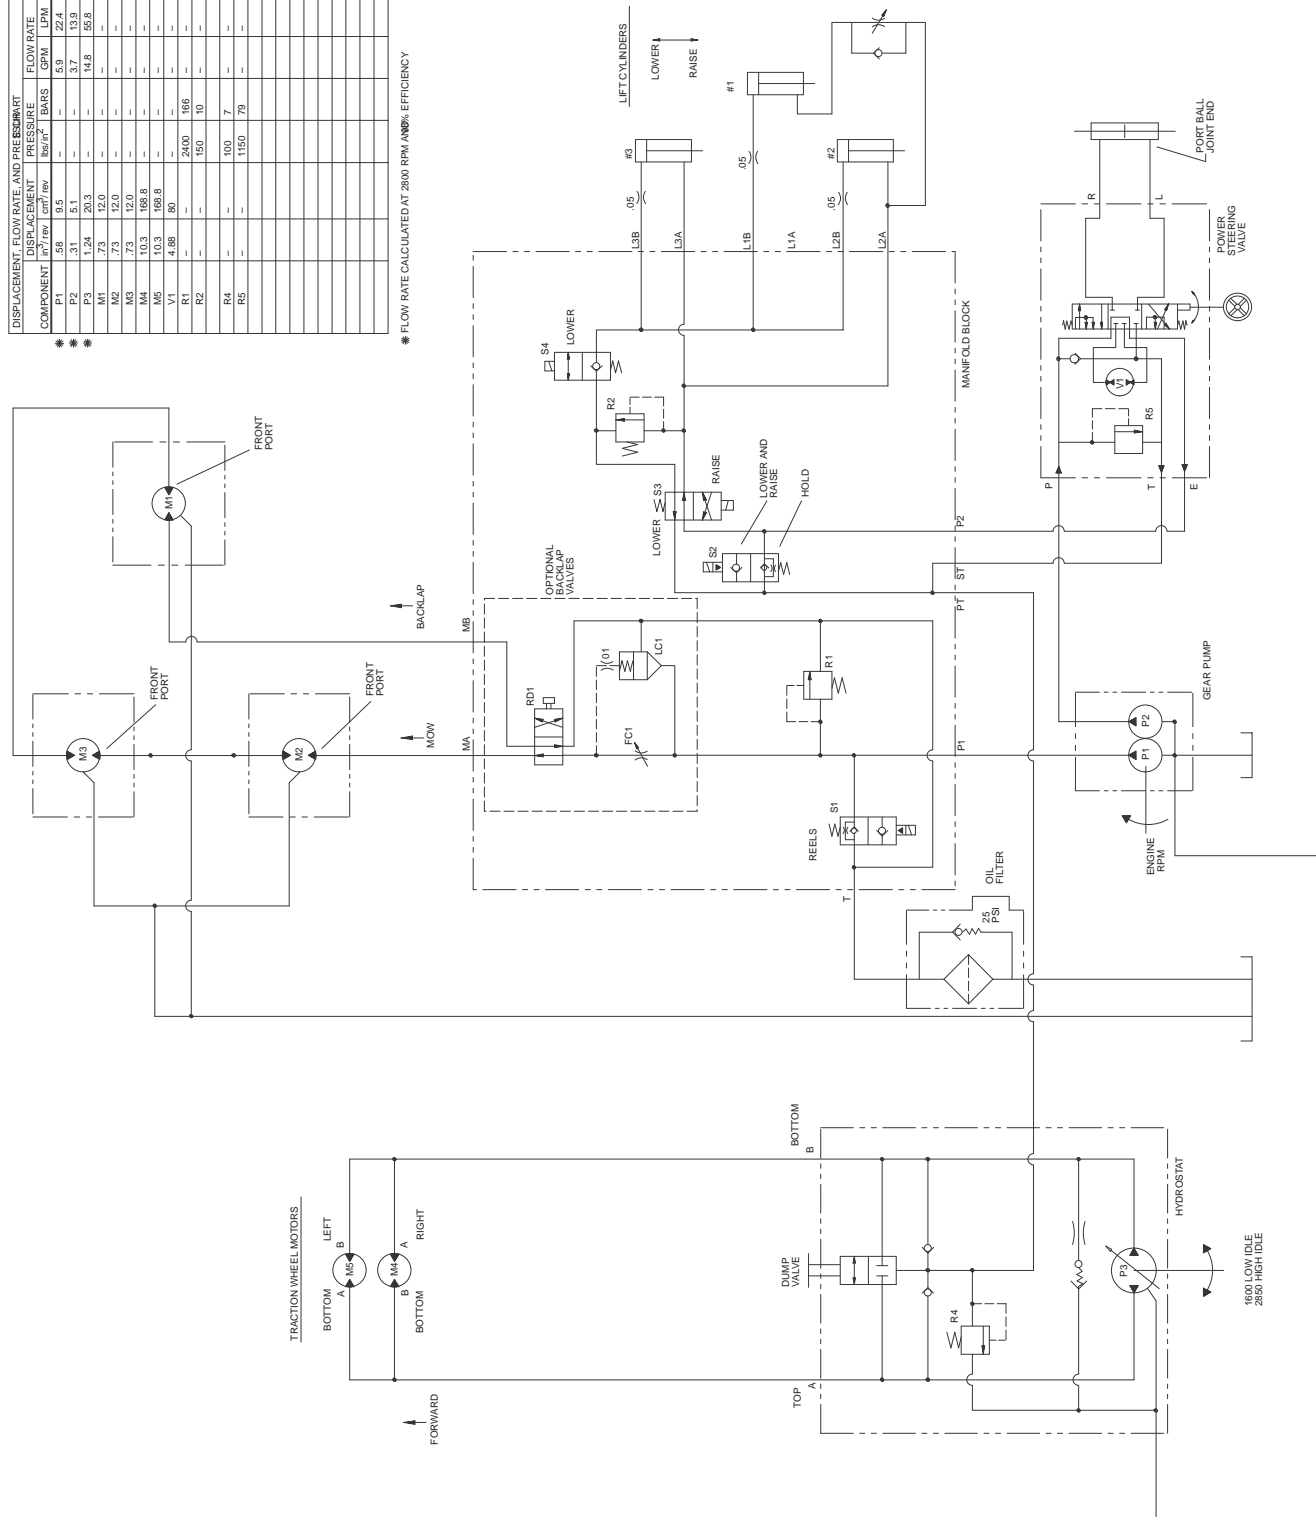 DISPLACEMENT, FLOW RATE, AND PRESSURE CHART
DISPLACEMENT PRESSURE FLOW RATE
COMPONENT in³/ rev cm³/ rev lbs/in² BARS GPM LPM
✱ P1 .58 9.5 – – 5.9 22.4
✱ P2 .31 5.1 – – 3.7 13.9
✱ P3 1.24 20.3 – – 14.8 55.8
M1 .73 12.0 – – – –
M2 .73 12.0 – – – –
M3 .73 12.0 – – – –
M4 10.3 168.8 – – – –
M5 10.3 168.8 – – – –
V1 4.88 80 – – – –
R1 – – 2400 166 – –
R2 – – 150 10 – –
R4 – – 100 7 – –
R5 – – 1150 79 – –
✱ FLOW RATE CALCULATED AT 2800 RPM AND % EFFICIENCY
LIFT CYLINDERS
LOWER
RAISE
#1
#2
#3
.05
.05
.05
L3B
L3A
L1B
L1A
L2B
L2A
MANIFOLD BLOCK
S4
LOWER
R2
S3
LOWER
RAISE
S2
LOWER AND
RAISE
HOLD
P2
ST
PT
P1
T
OPTIONAL
BACKLAP
VALVES
RD1
FC1
LC1
.01
R1
S1
REELS
MB
MA
BACKLAP
MOW
M1
FRONT
PORT
M2
FRONT
PORT
M3
FRONT
PORT
PORT BALL
JOINT END
R
L
POWER
STEERING
VALVE
V1
R5
P
T
E
GEAR PUMP
P2
P1
ENGINE
RPM
OIL
FILTER
25
PSI
TRACTION WHEEL MOTORS
LEFT
B
M5
A
BOTTOM
RIGHT
A
M4
B
BOTTOM
FORWARD
BOTTOM
B
TOP
A
DUMP
VALVE
R4
P3
HYDROSTAT
1600 LOW IDLE
2850 HIGH IDLE